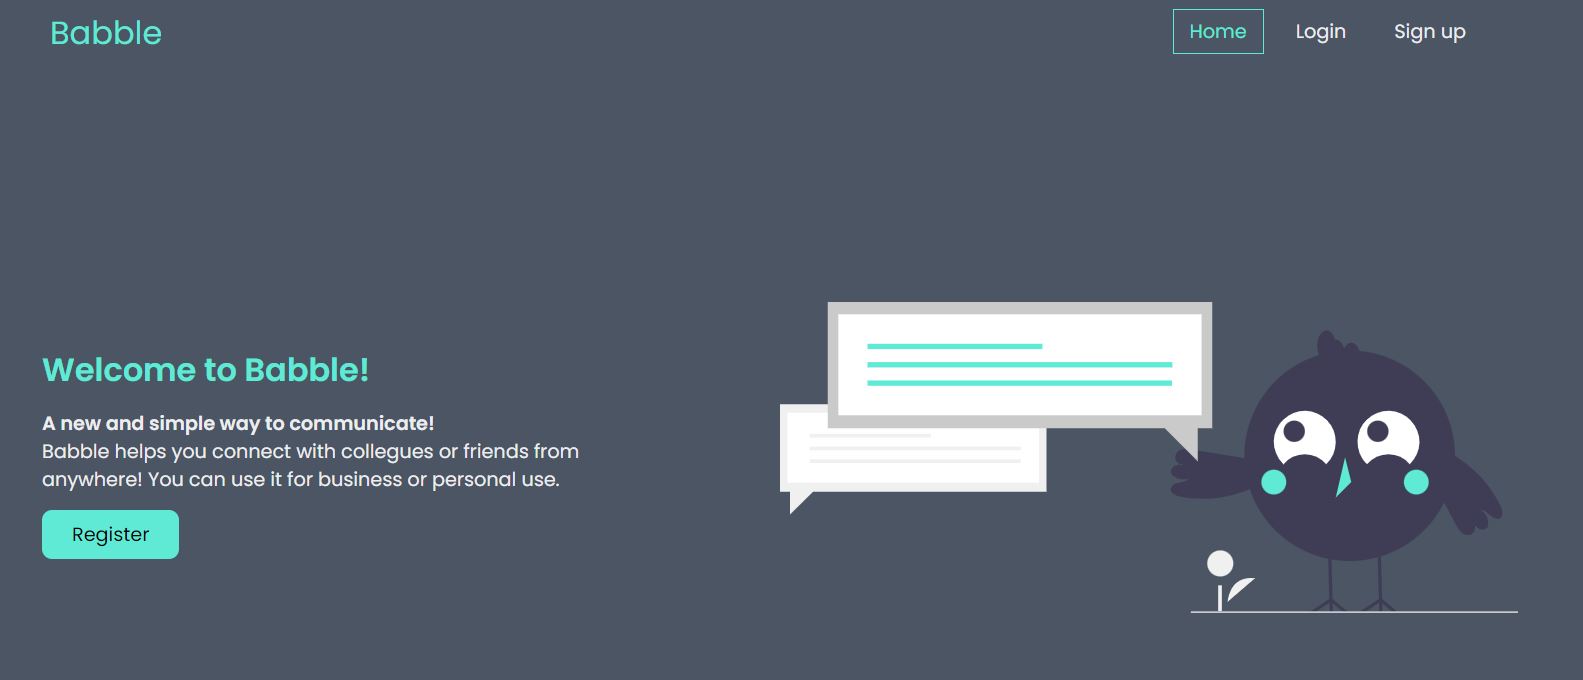 Babble
Home
Login
Sign up
Welcome to Babble!
A new and simple way to communicate!
Babble helps you connect with collegues or friends from
anywhere! You can use it for business or personal use.
Register